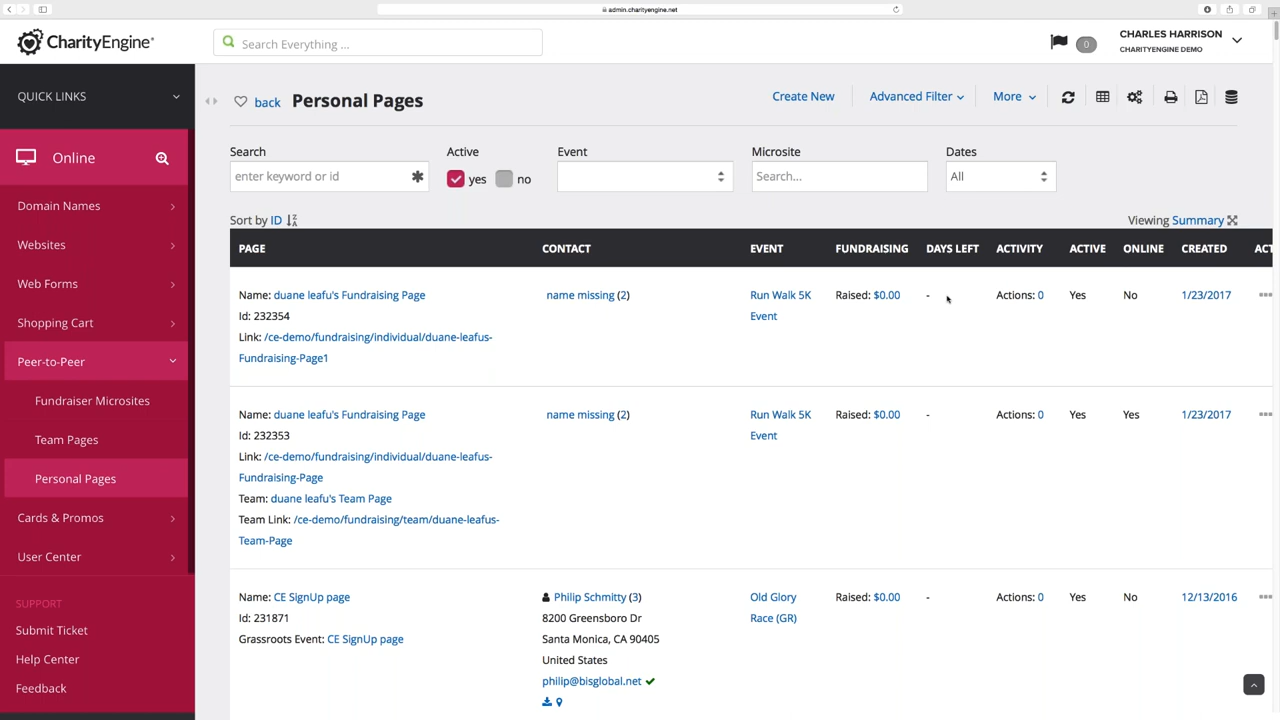 admin.charityengine.net
CharityEngine
Search Everything ...
0
CHARLES HARRISON
CHARITYENGINE DEMO
QUICK LINKS
Online
Domain Names
Websites
Web Forms
Shopping Cart
Peer-to-Peer
Fundraiser Microsites
Team Pages
Personal Pages
Cards & Promos
User Center
SUPPORT
Submit Ticket
Help Center
Feedback
back Personal Pages
Create New Advanced Filter More
Search Active Event Microsite Dates
enter keyword or id yes no Search... All
Sort by ID Viewing Summary
PAGE CONTACT EVENT FUNDRAISING DAYS LEFT ACTIVITY ACTIVE ONLINE CREATED ACT
Name: duane leafu's Fundraising Page name missing (2) Run Walk 5K Raised: $0.00 - Actions: 0 Yes No 1/23/2017
Id: 232354 Event
Link: /ce-demo/fundraising/individual/duane-leafus-
Fundraising-Page1
Name: duane leafu's Fundraising Page name missing (2) Run Walk 5K Raised: $0.00 - Actions: 0 Yes Yes 1/23/2017
Id: 232353 Event
Link: /ce-demo/fundraising/individual/duane-leafus-
Fundraising-Page
Team: duane leafu's Team Page
Team Link: /ce-demo/fundraising/team/duane-leafus-
Team-Page
Name: CE SignUp page Philip Schmitty (3) Old Glory Raised: $0.00 - Actions: 0 Yes No 12/13/2016
Id: 231871 8200 Greensboro Dr Race (GR)
Grassroots Event: CE SignUp page Santa Monica, CA 90405
United States
philip@bisglobal.net